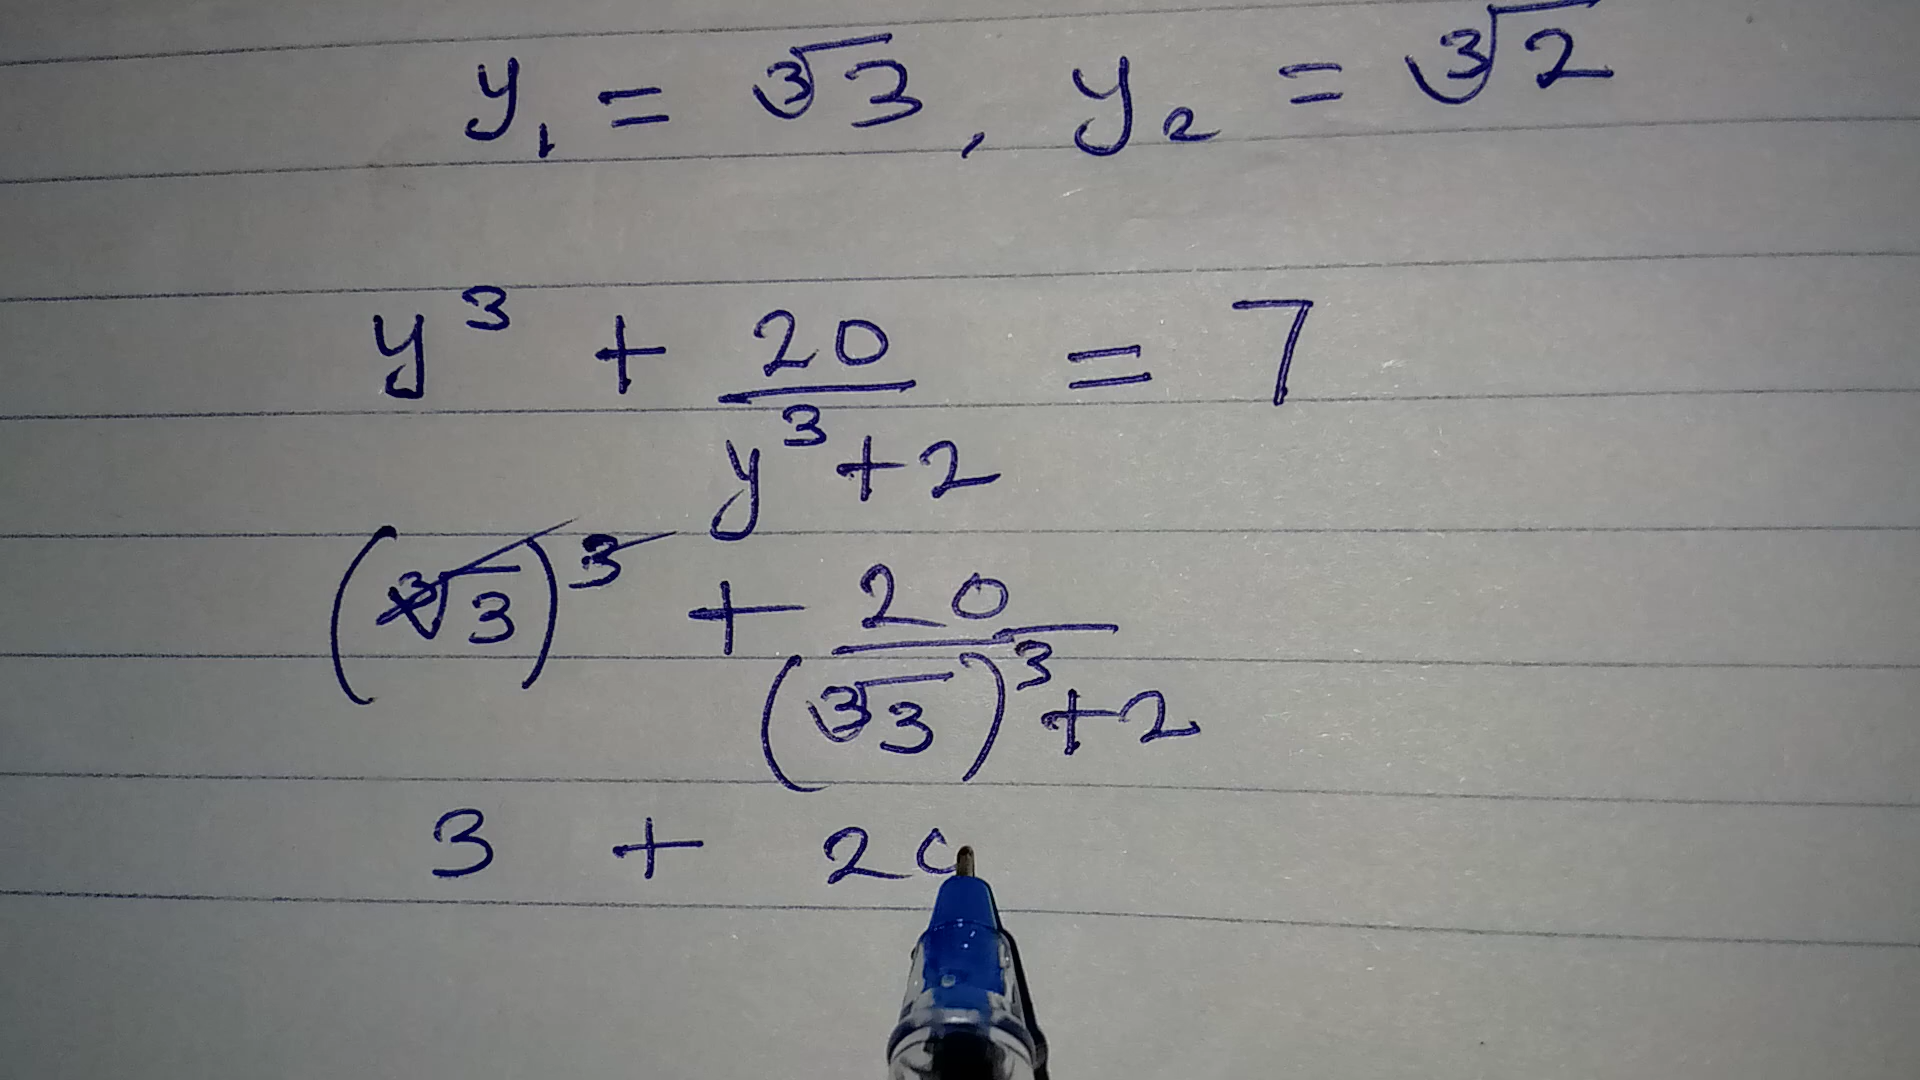 y₁ = ∛3, y₂ = ∛2
y³ + 20/(y³+2) = 7
(∛3)³ + 20/((∛3)³+2)
3 + 20